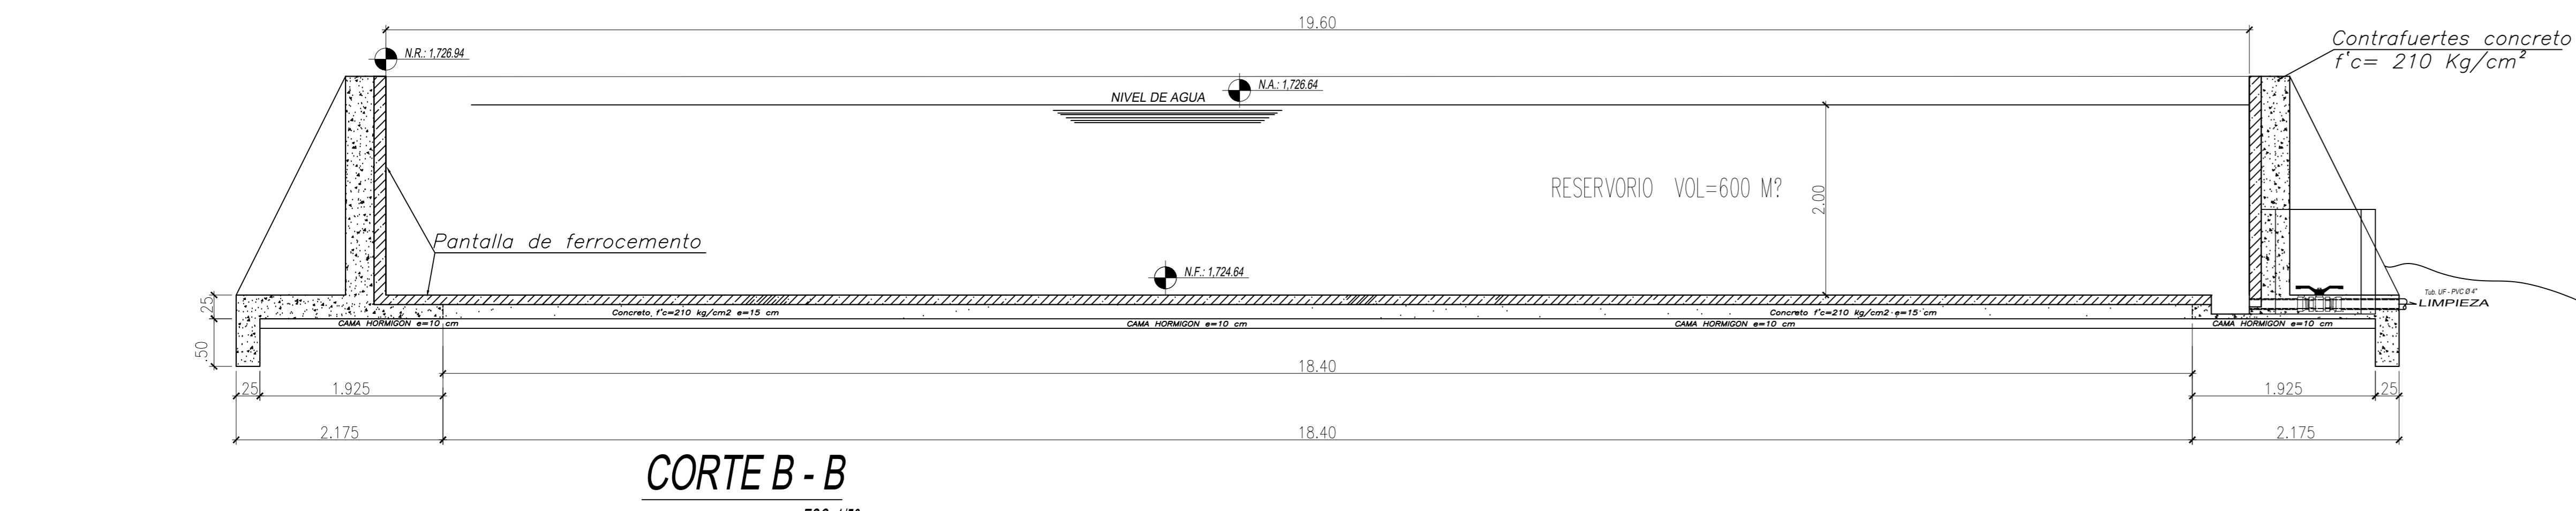 19.60
Contrafuertes concreto
f'c= 210 Kg/cm²
N.R.: 1,726.94
N.A.: 1,726.64
NIVEL DE AGUA
RESERVORIO VOL=600 M?
2.00
Pantalla de ferrocemento
N.F.: 1,724.64
Tub. UF - PVC Ø 4"
LIMPIEZA
.25
Concreto f'c=210 kg/cm2 e=15 cm
Concreto f'c=210 kg/cm2 e=15 cm
CAMA HORMIGON e=10 cm
CAMA HORMIGON e=10 cm
CAMA HORMIGON e=10 cm
CAMA HORMIGON e=10 cm
.50
18.40
.25
1.925
1.925
.25
2.175
18.40
2.175
CORTE B - B